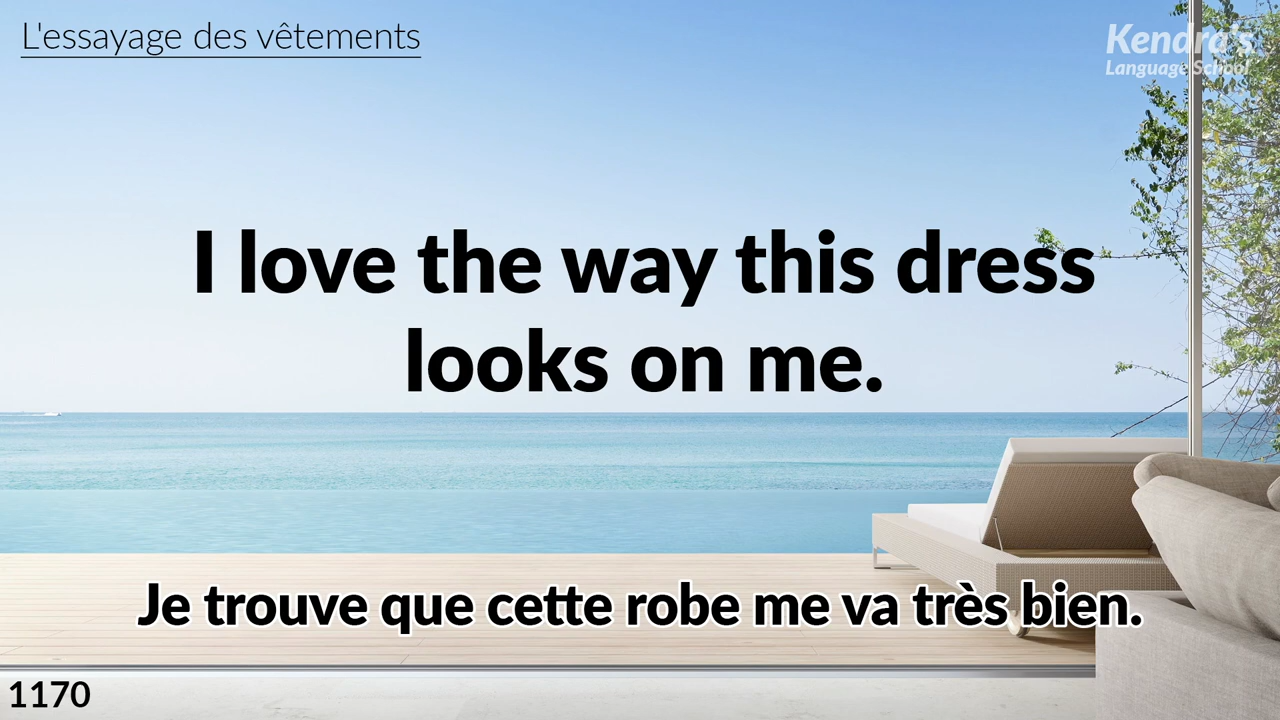 L'essayage des vêtements
Kendra's
Language School
I love the way this dress
looks on me.
Je trouve que cette robe me va très bien.
1170